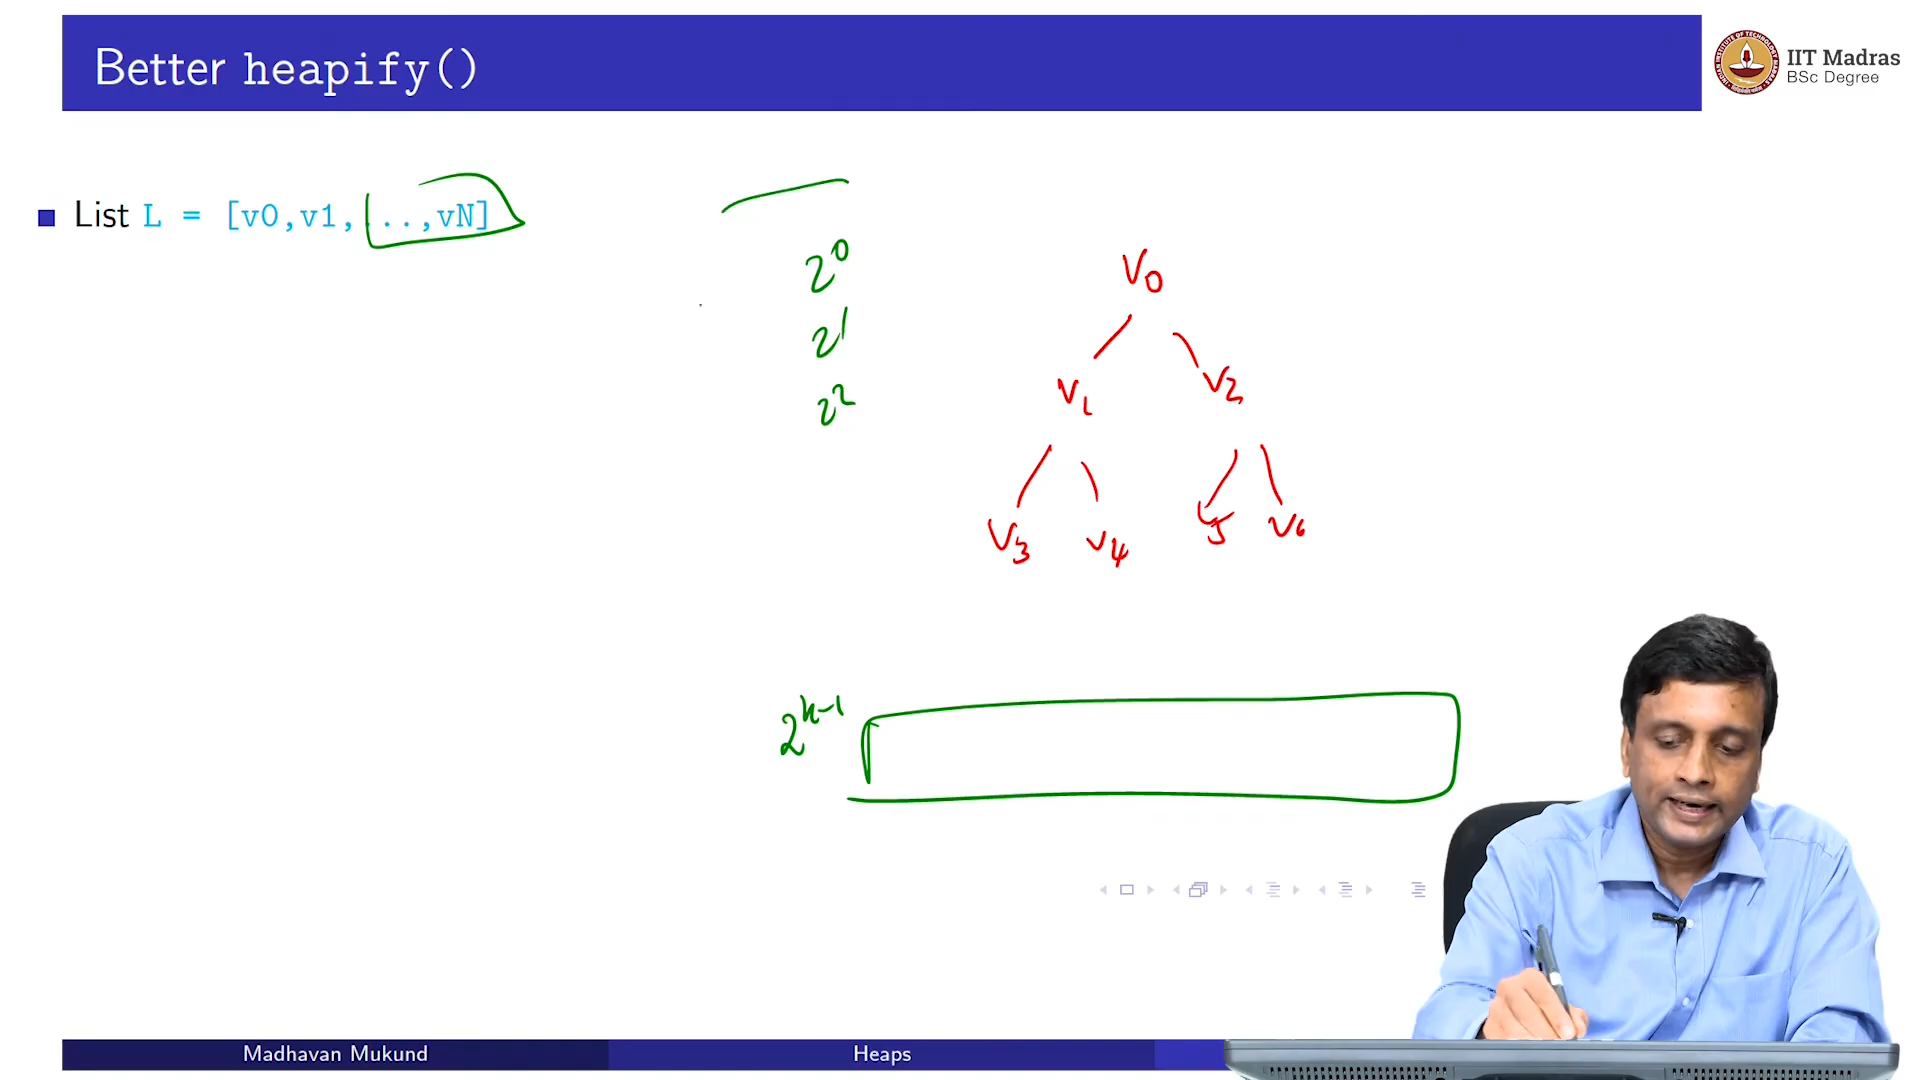 Better heapify()
IIT Madras
BSc Degree
List L = [v0,v1,...,vN]
2^0
2^1
2^2
V0
V1 V2
V3 V4 V5 V6
2^k-1
Madhavan Mukund Heaps